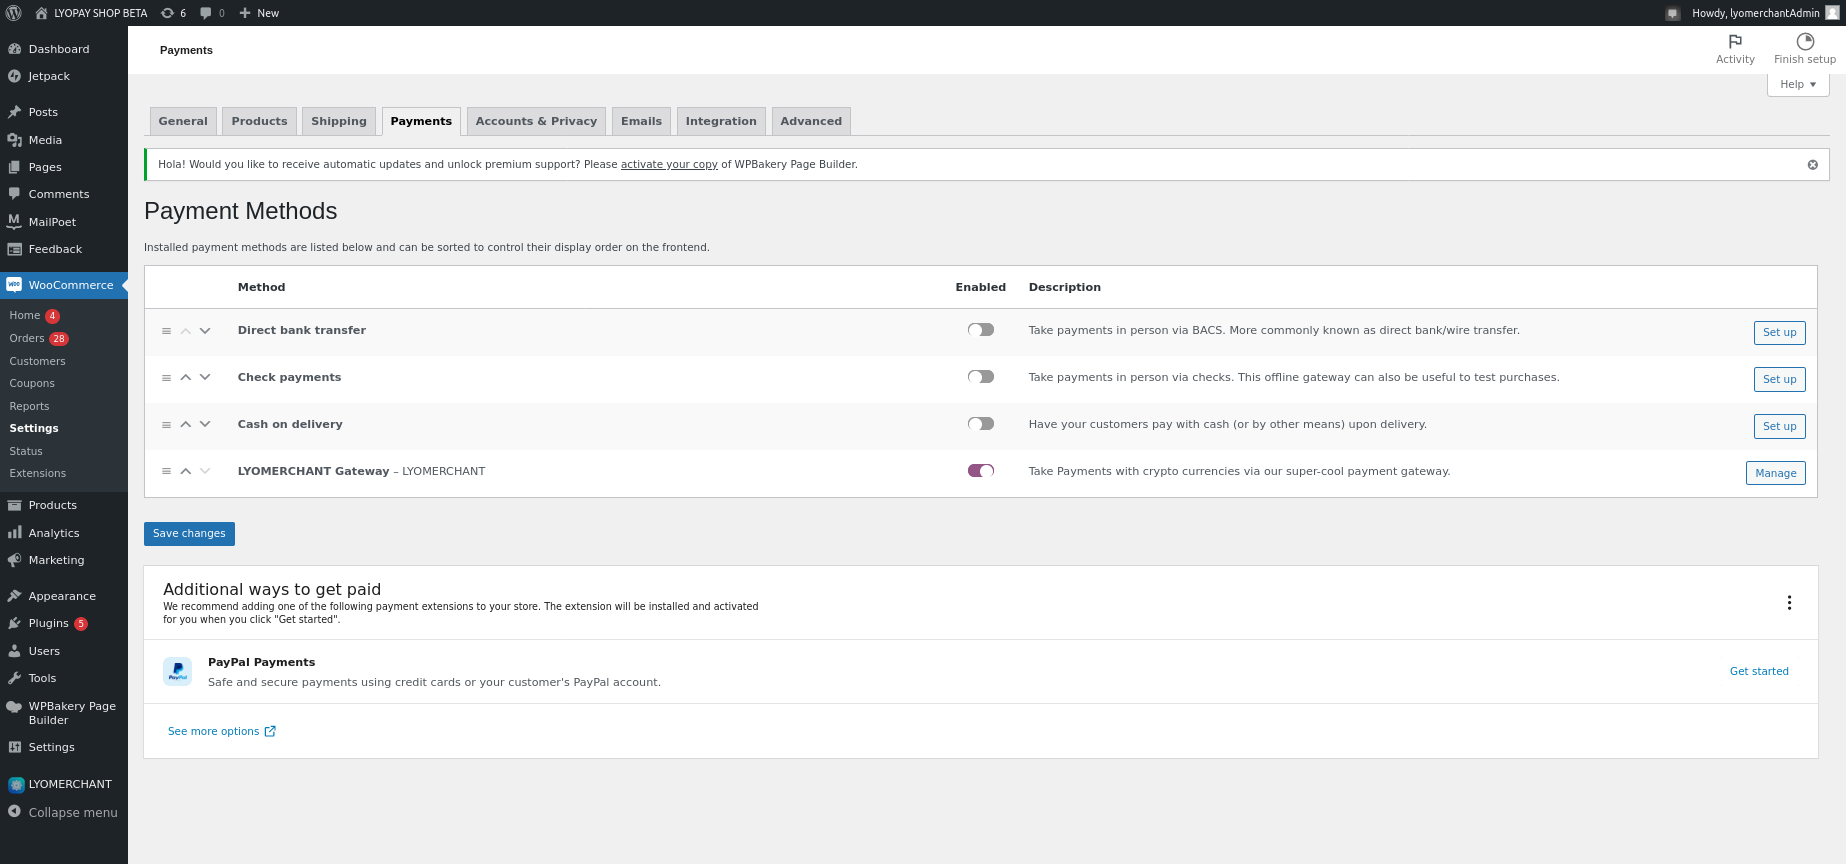 LYOPAY SHOP BETA 6 0 New Howdy, lyomerchantAdmin
Dashboard
Jetpack
Posts
Media
Pages
Comments
MailPoet
Feedback
WooCommerce
Home 4
Orders 28
Customers
Coupons
Reports
Settings
Status
Extensions
Products
Analytics
Marketing
Appearance
Plugins 5
Users
Tools
WPBakery Page
Builder
Settings
LYOMERCHANT
Collapse menu
Payments
Activity Finish setup
Help
General Products Shipping Payments Accounts & Privacy Emails Integration Advanced
Hola! Would you like to receive automatic updates and unlock premium support? Please activate your copy of WPBakery Page Builder.
Payment Methods
Installed payment methods are listed below and can be sorted to control their display order on the frontend.
Method Enabled Description
Direct bank transfer Take payments in person via BACS. More commonly known as direct bank/wire transfer. Set up
Check payments Take payments in person via checks. This offline gateway can also be useful to test purchases. Set up
Cash on delivery Have your customers pay with cash (or by other means) upon delivery. Set up
LYOMERCHANT Gateway – LYOMERCHANT Take Payments with crypto currencies via our super-cool payment gateway. Manage
Save changes
Additional ways to get paid
We recommend adding one of the following payment extensions to your store. The extension will be installed and activated
for you when you click "Get started".
PayPal Payments
PayPal
Safe and secure payments using credit cards or your customer's PayPal account.
Get started
See more options